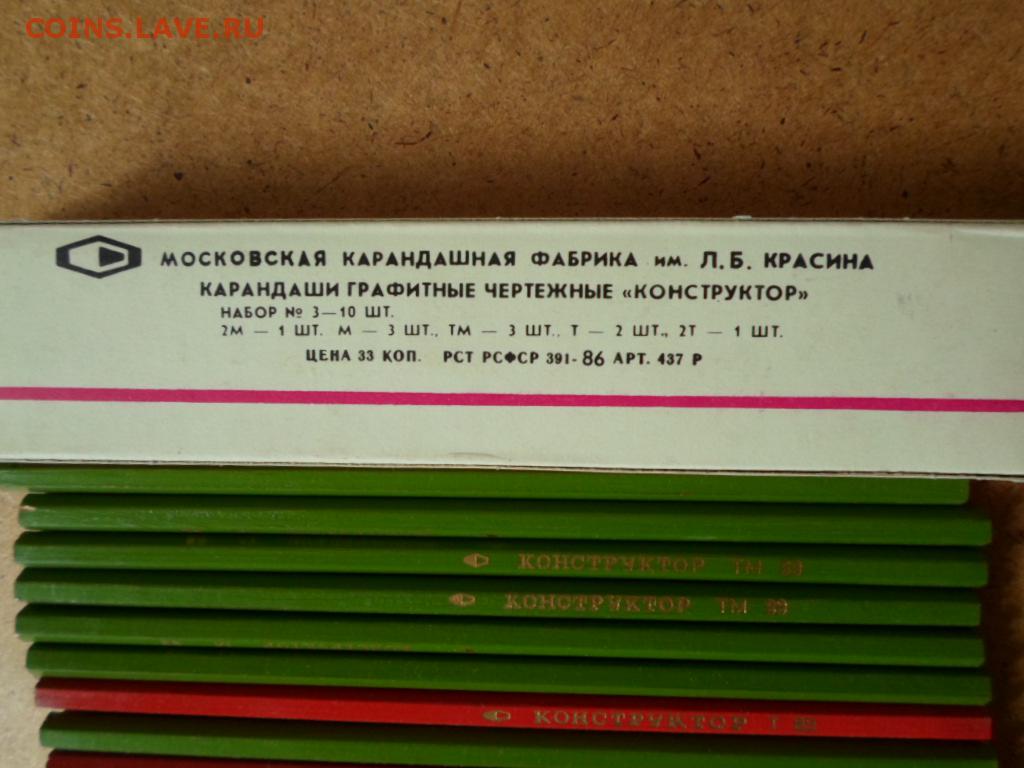 COINS.LAVE.RU
МОСКОВСКАЯ КАРАНДАШНАЯ ФАБРИКА им. Л.Б. КРАСИНА
КАРАНДАШИ ГРАФИТНЫЕ ЧЕРТЕЖНЫЕ «КОНСТРУКТОР»
НАБОР № 3—10 ШТ.
2М — 1 ШТ. М — 3 ШТ., ТМ — 3 ШТ., Т — 2 ШТ., 2Т — 1 ШТ.
ЦЕНА 33 КОП. РСТ РСФСР 391-86 АРТ. 437 Р
КОНСТРУКТОР ТМ 89
КОНСТРУКТОР ТМ 89
КОНСТРУКТОР Т